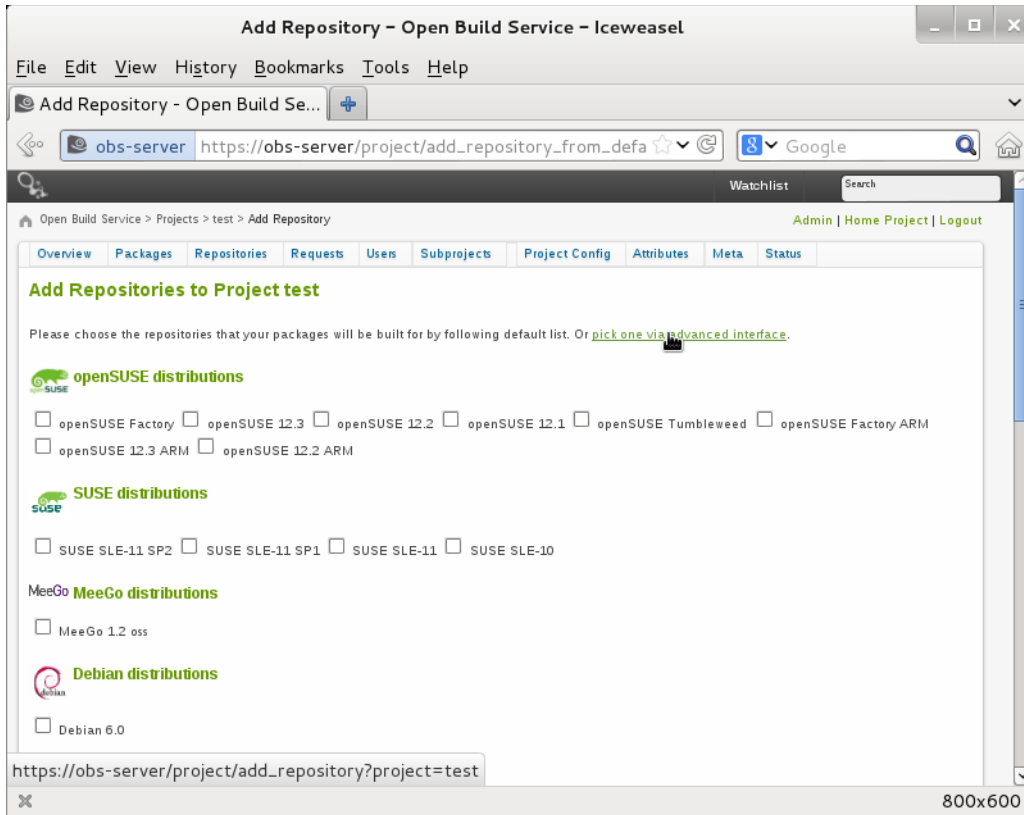 Add Repository – Open Build Service – Iceweasel
File Edit View History Bookmarks Tools Help
Add Repository - Open Build Se...
obs-server https://obs-server/project/add_repository_from_defa Google
Watchlist Search
Open Build Service > Projects > test > Add Repository Admin | Home Project | Logout
Overview Packages Repositories Requests Users Subprojects Project Config Attributes Meta Status
Add Repositories to Project test
Please choose the repositories that your packages will be built for by following default list. Or pick one via advanced interface.
openSUSE openSUSE distributions
openSUSE Factory openSUSE 12.3 openSUSE 12.2 openSUSE 12.1 openSUSE Tumbleweed openSUSE Factory ARM
openSUSE 12.3 ARM openSUSE 12.2 ARM
suse SUSE distributions
SUSE SLE-11 SP2 SUSE SLE-11 SP1 SUSE SLE-11 SUSE SLE-10
MeeGo MeeGo distributions
MeeGo 1.2 oss
debian Debian distributions
Debian 6.0
https://obs-server/project/add_repository?project=test
800x600